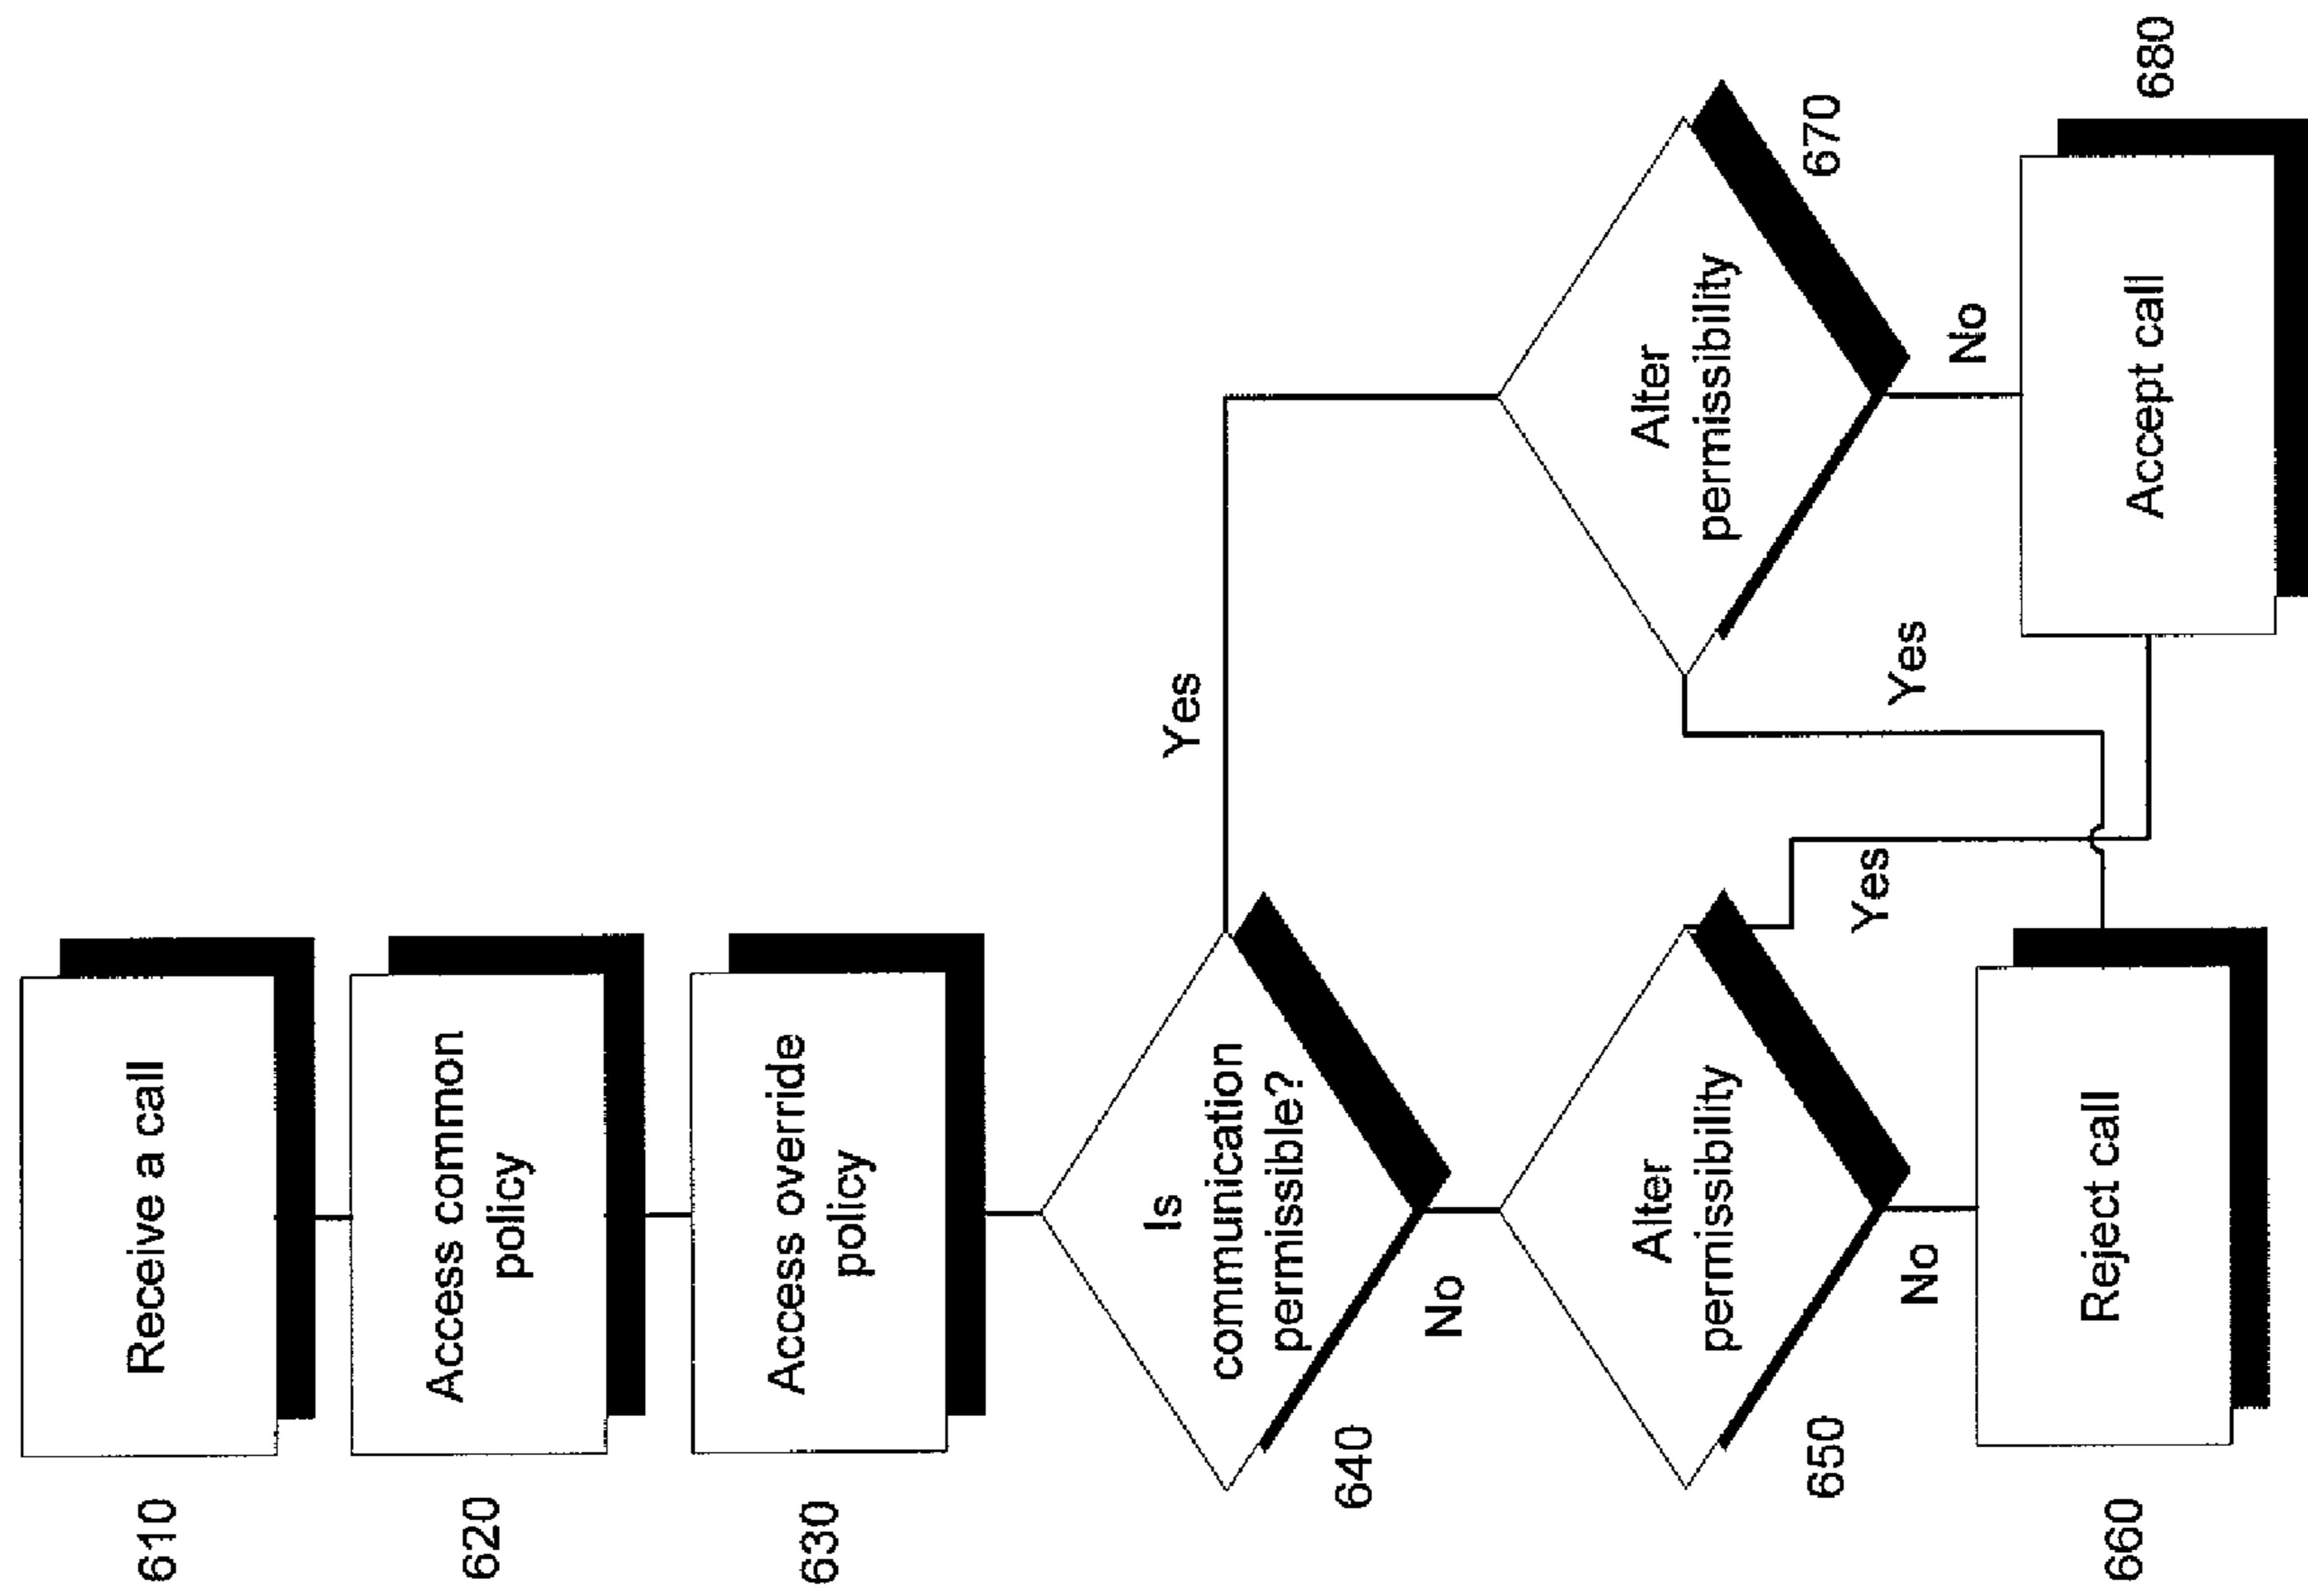 610
Receive a call
620
Access common
policy
630
Access override
policy
640
Is
communication
permissible?
Yes
No
650
Alter
permissibility
Yes
No
660
Reject call
670
Alter
permissibility
Yes
No
680
Accept call